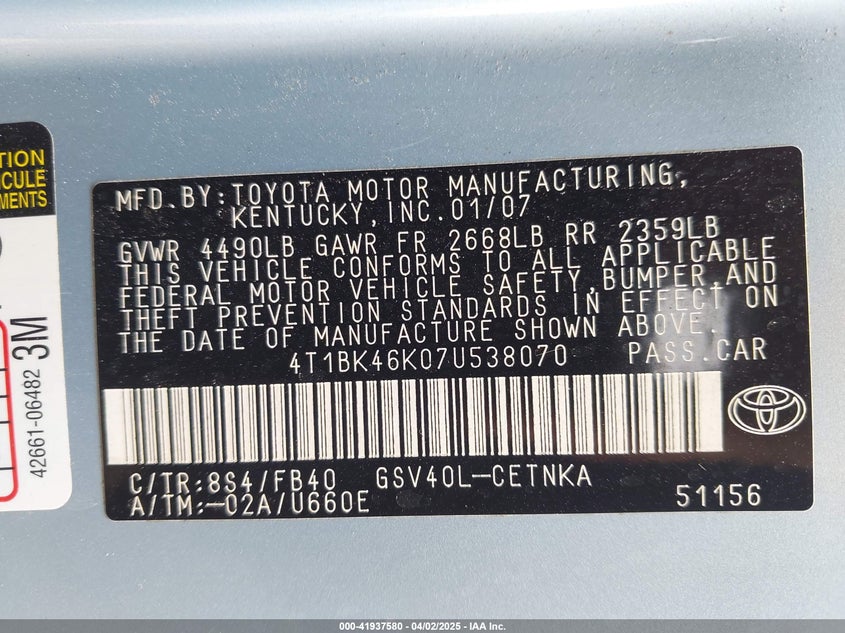 TION
CULE
MENTS
42661-06482 3M
MFD.BY:TOYOTA MOTOR MANUFACTURING,
KENTUCKY,INC.01/07
GVWR 4490LB GAWR FR 2668LB RR 2359LB
THIS VEHICLE CONFORMS TO ALL APPLICABLE
FEDERAL MOTOR VEHICLE SAFETY,BUMPER,AND
THEFT PREVENTION STANDARDS IN EFFECT ON
THE DATE OF MANUFACTURE SHOWN ABOVE.
4T1BK46K07U538070 PASS.CAR
C/TR:8S4/FB40 GSV40L-CETNKA
A/TM:-02A/U660E 51156
000-41937580 - 04/02/2025 - IAA Inc.